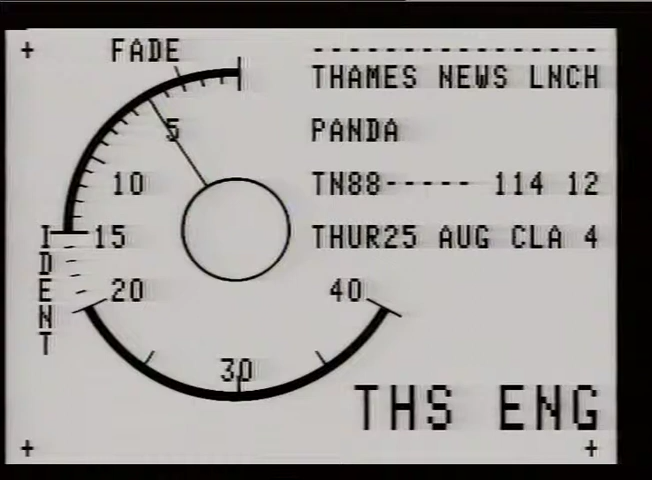 FADE
----------------
THAMES NEWS LNCH
PANDA
TN88----- 114 12
THUR25 AUG CLA 4
5
10
15
20
30
40
IDENT
THS ENG